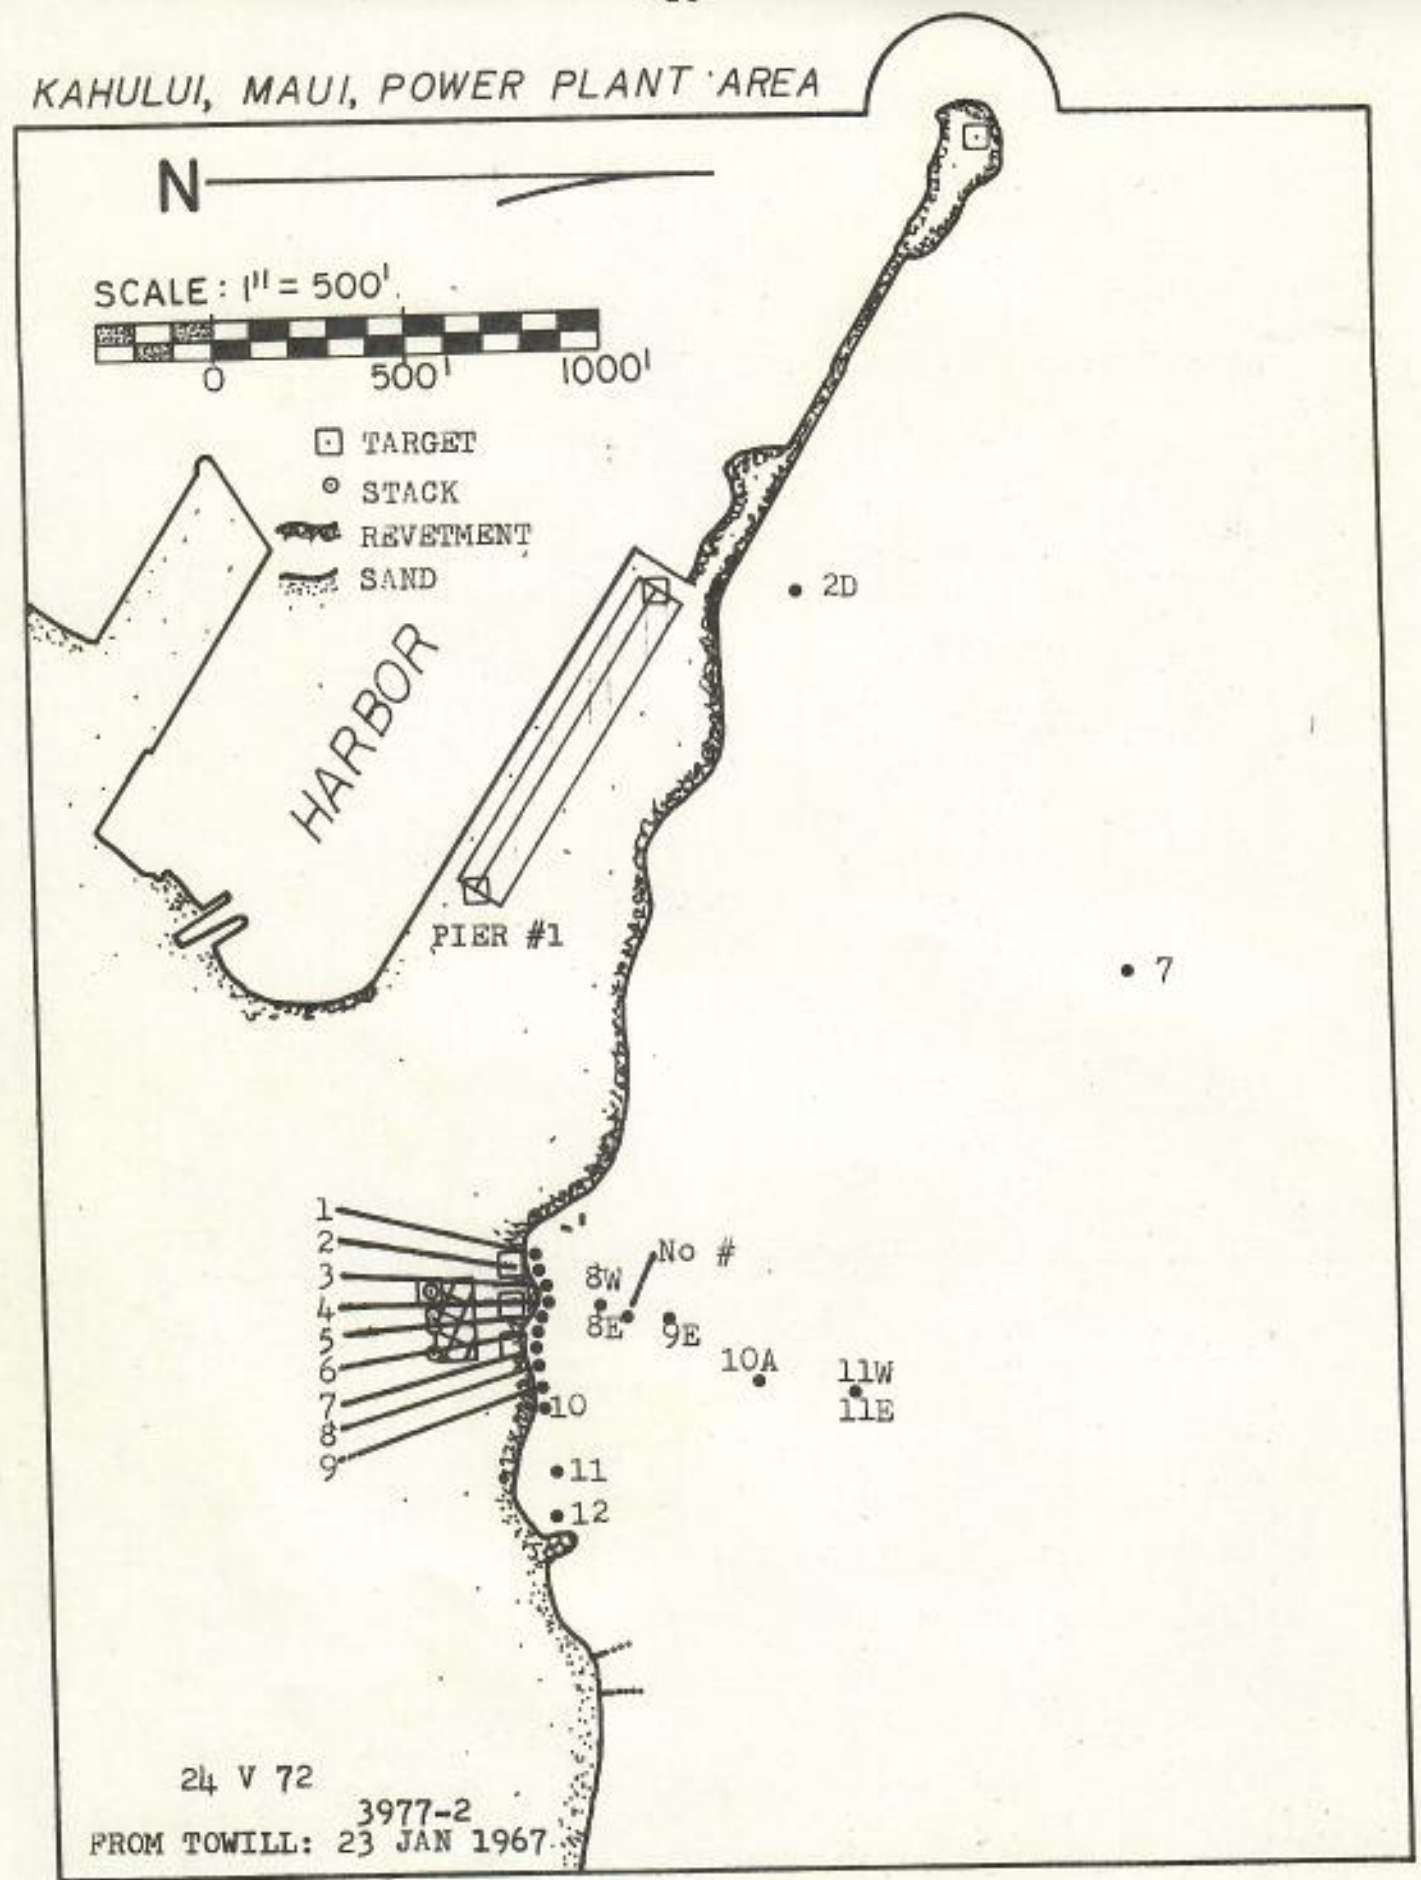 KAHULUI, MAUI, POWER PLANT AREA
N
SCALE: 1" = 500'
0 500' 1000'
TARGET
STACK
REVETMENT
SAND
HARBOR
2D
PIER #1
7
1
2
3
4
5
6
7
8
9
No #
8W
8E
9E
10A
11W
11E
10
11
12
24 V 72
3977-2
FROM TOWILL: 23 JAN 1967